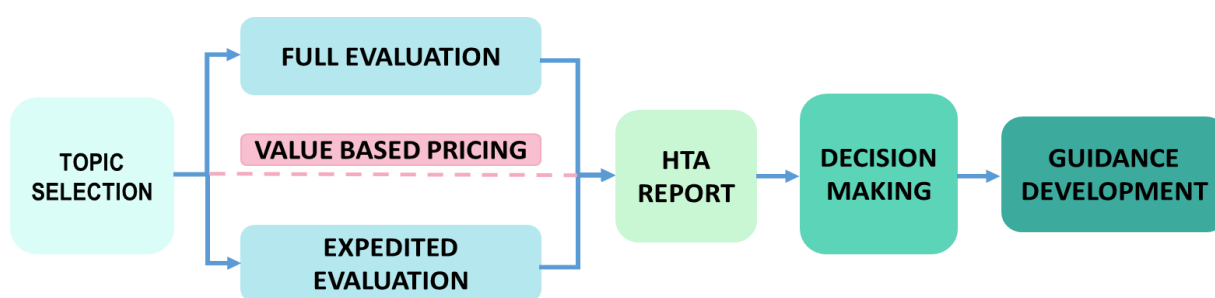 TOPIC
SELECTION
FULL EVALUATION
VALUE BASED PRICING
EXPEDITED
EVALUATION
HTA
REPORT
DECISION
MAKING
GUIDANCE
DEVELOPMENT